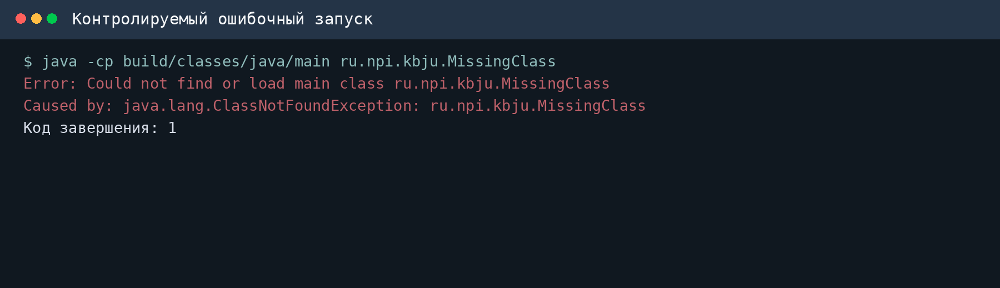 Контролируемый ошибочный запуск
$ java -cp build/classes/java/main ru.npi.kbju.MissingClass
Error: Could not find or load main class ru.npi.kbju.MissingClass
Caused by: java.lang.ClassNotFoundException: ru.npi.kbju.MissingClass
Код завершения: 1